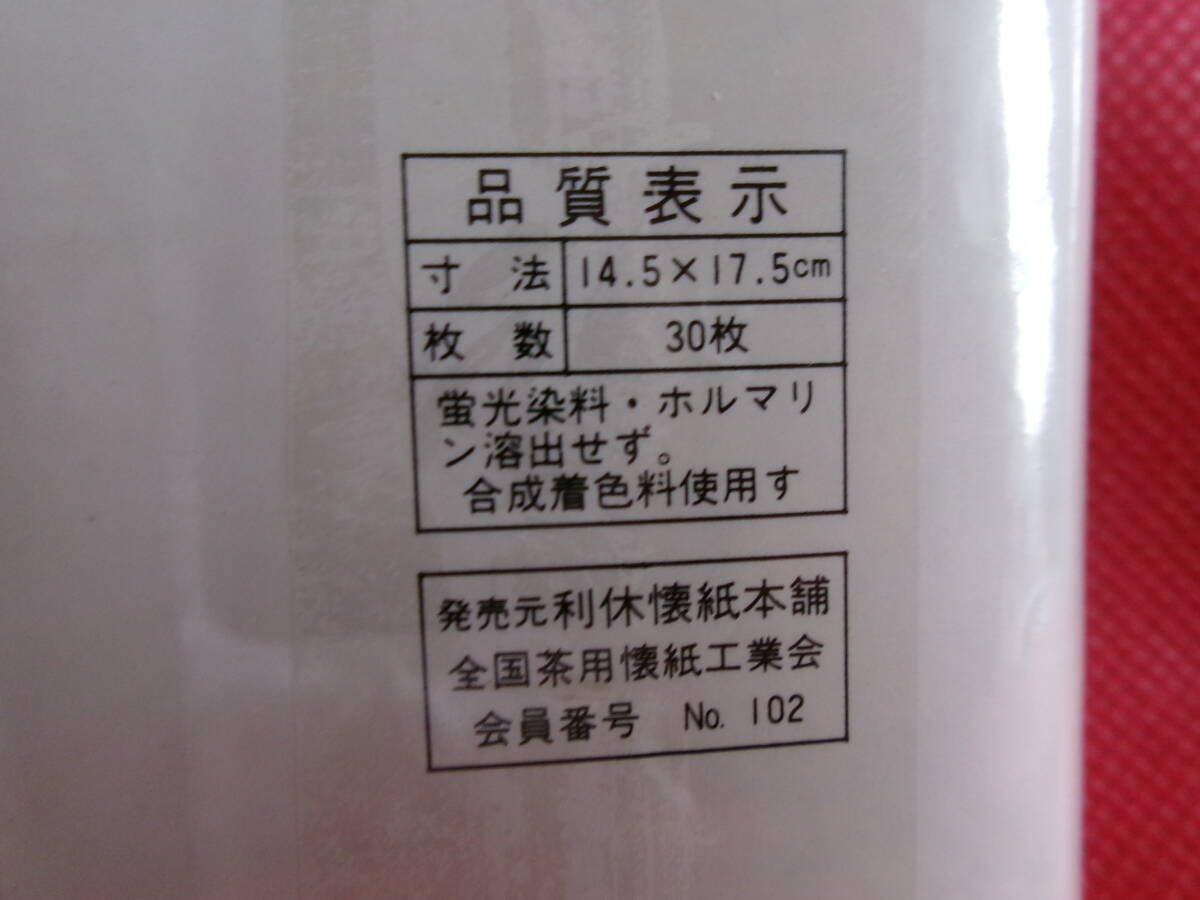 品質表示
寸法 14.5×17.5cm
枚数 30枚
蛍光染料・ホルマリ
ン溶出せず。
合成着色料使用す
発売元利休懐紙本舗
全国茶用懐紙工業会
会員番号 No. 102